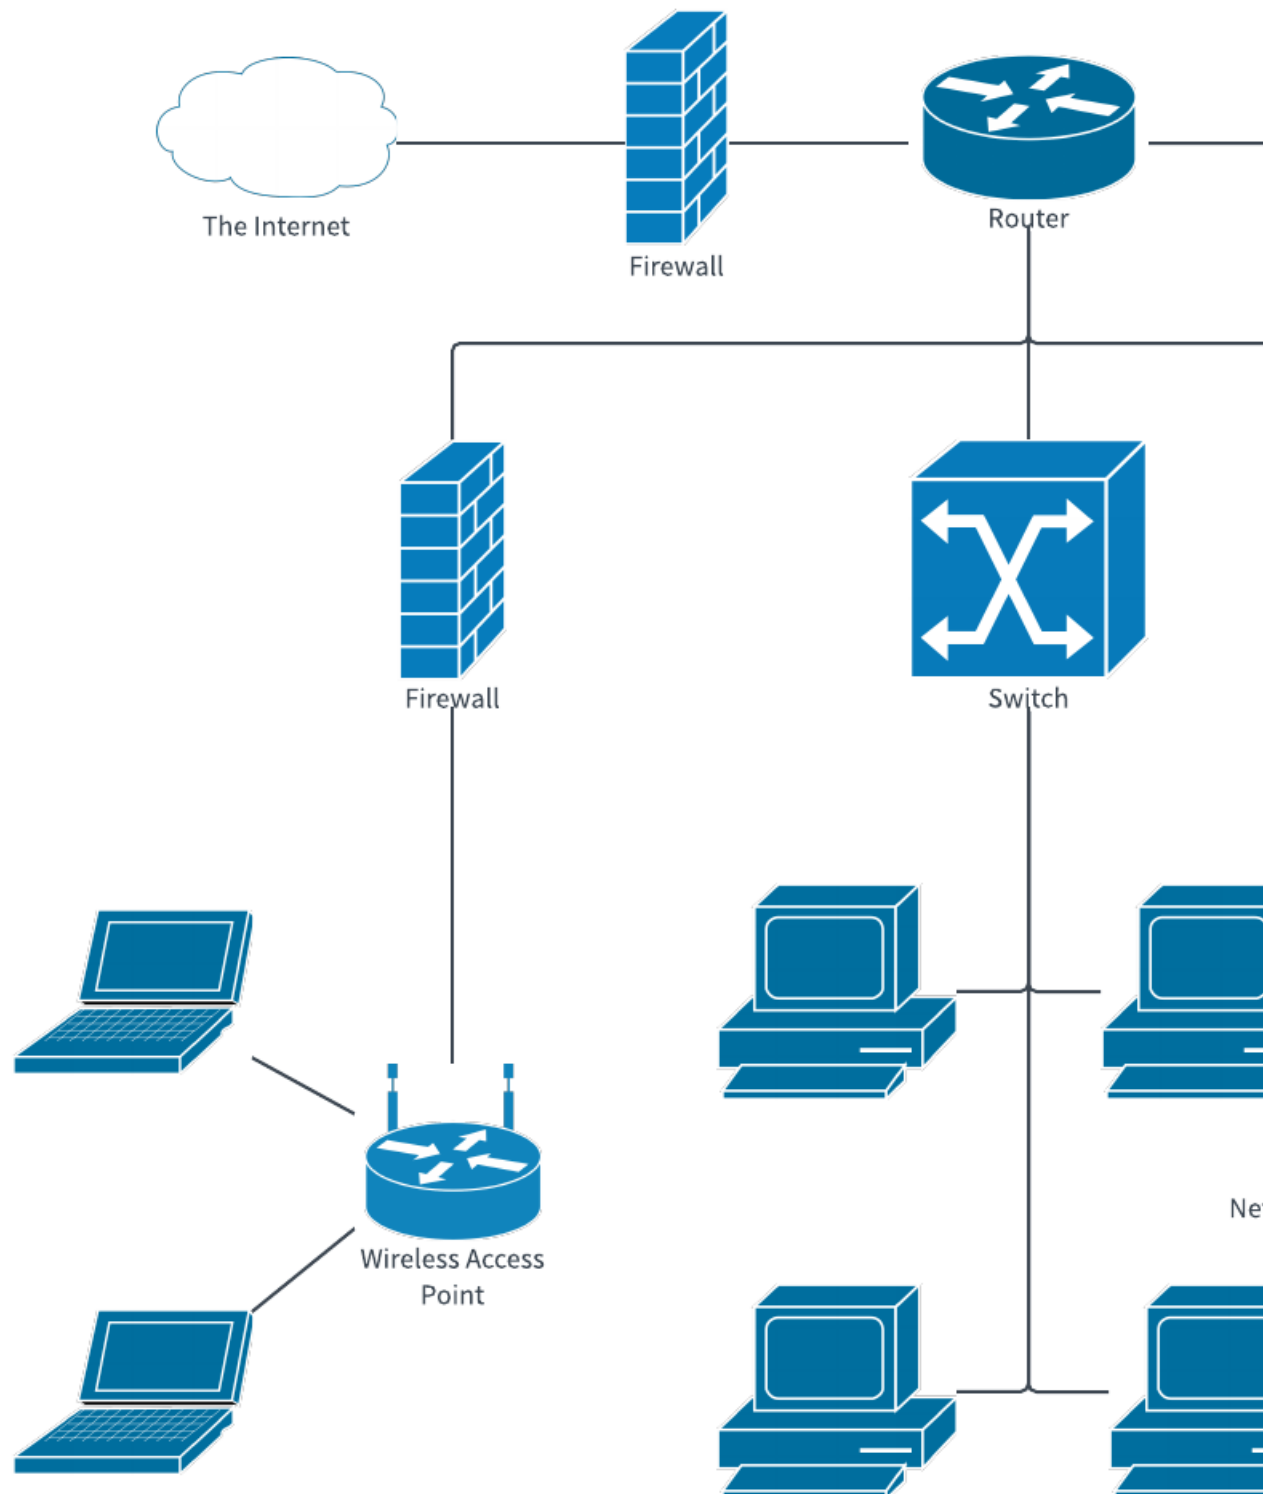 The Internet
Firewall
Router
Firewall
Switch
Wireless Access
Point